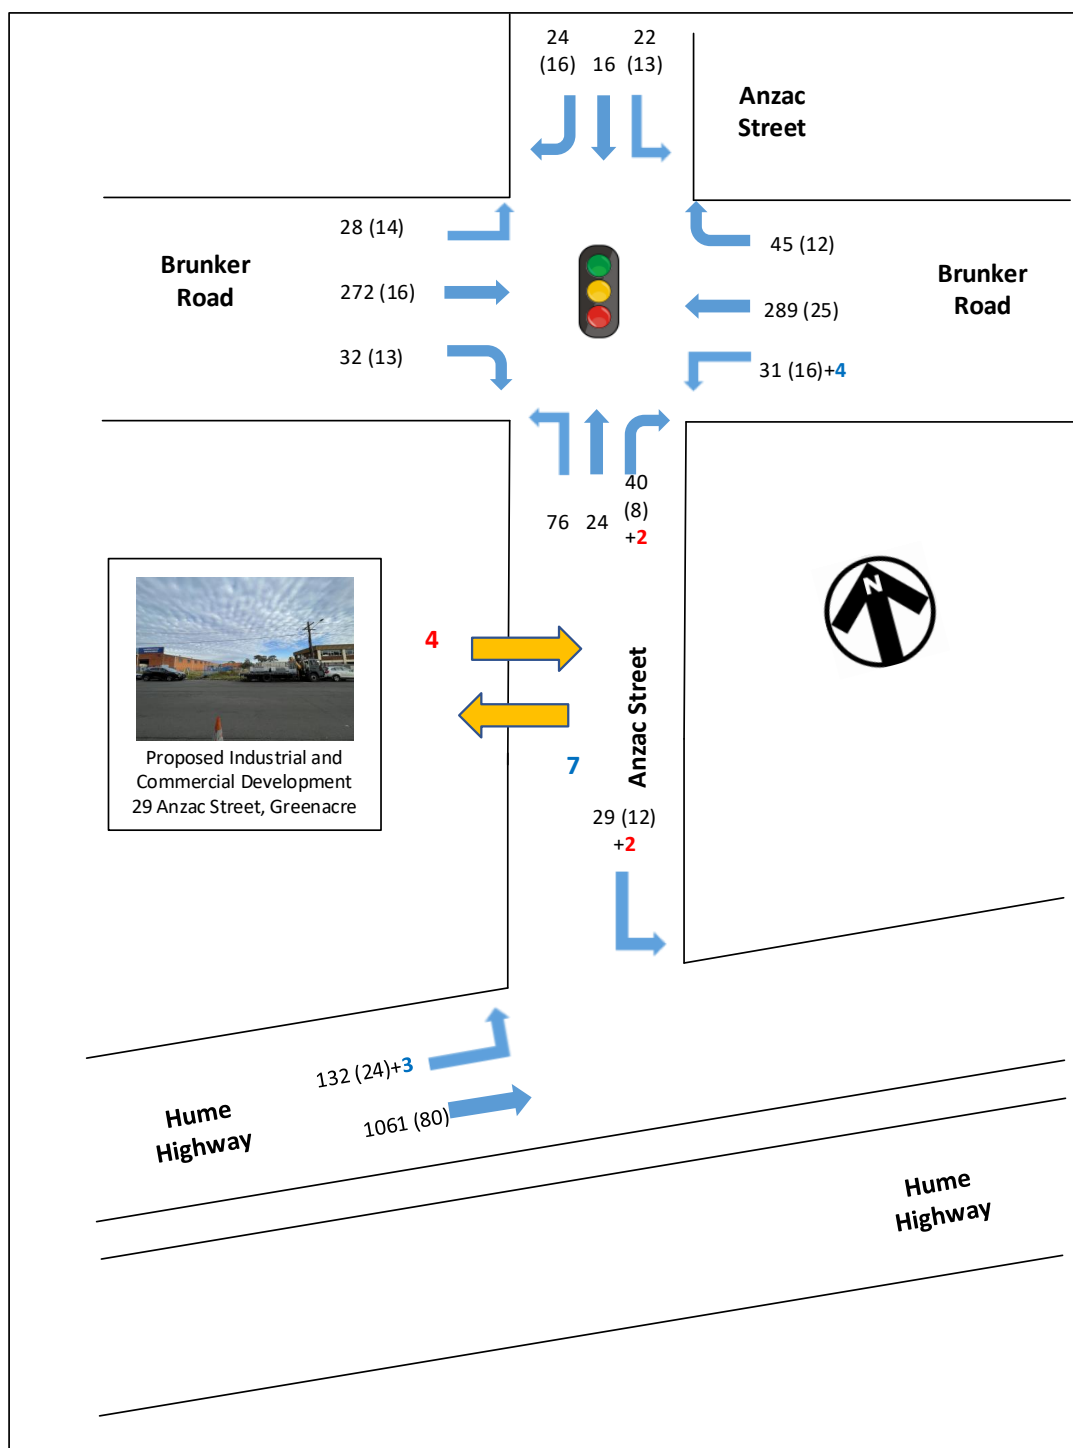 24 22
(16) 16 (13)
Anzac
Street
28 (14)
45 (12)
Brunker
Road
Brunker
Road
272 (16)
289 (25)
32 (13)
31 (16)+4
40
(8)
76 24
+2
N
4
Anzac Street
7
Proposed Industrial and
Commercial Development
29 Anzac Street, Greenacre
29 (12)
+2
132 (24)+3
1061 (80)
Hume
Highway
Hume
Highway